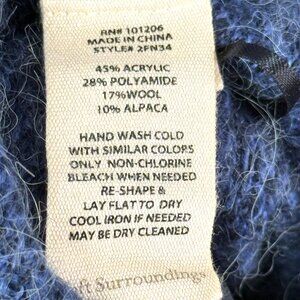 RN# 101206
MADE IN CHINA
STYLE# 2FN34
45% ACRYLIC
28% POLYAMIDE
17%WOOL
10% ALPACA
HAND WASH COLD
WITH SIMILAR COLORS
ONLY NON-CHLORINE
BLEACH WHEN NEEDED
RE-SHAPE &
LAY FLAT TO DRY
COOL IRON IF NEEDED
MAY BE DRY CLEANED
ft Surroundings